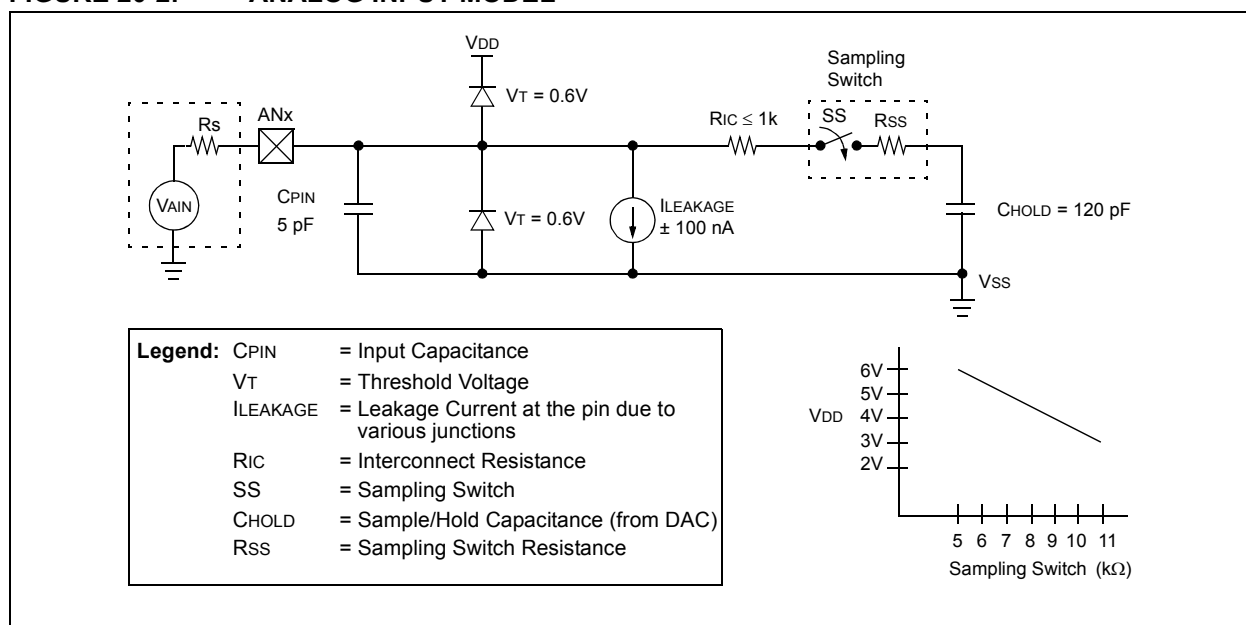 FIGURE 20-2: ANALOG INPUT MODEL
VDD
Sampling
Switch
VT = 0.6V
ANx
Rs
RIC ≤ 1k
SS
RSS
VAIN
CPIN
5 pF
VT = 0.6V
ILEAKAGE
± 100 nA
CHOLD = 120 pF
VSS
Legend: CPIN = Input Capacitance
VT = Threshold Voltage
ILEAKAGE = Leakage Current at the pin due to
various junctions
RIC = Interconnect Resistance
SS = Sampling Switch
CHOLD = Sample/Hold Capacitance (from DAC)
RSS = Sampling Switch Resistance
6V
5V
VDD 4V
3V
2V
5 6 7 8 9 10 11
Sampling Switch (kΩ)